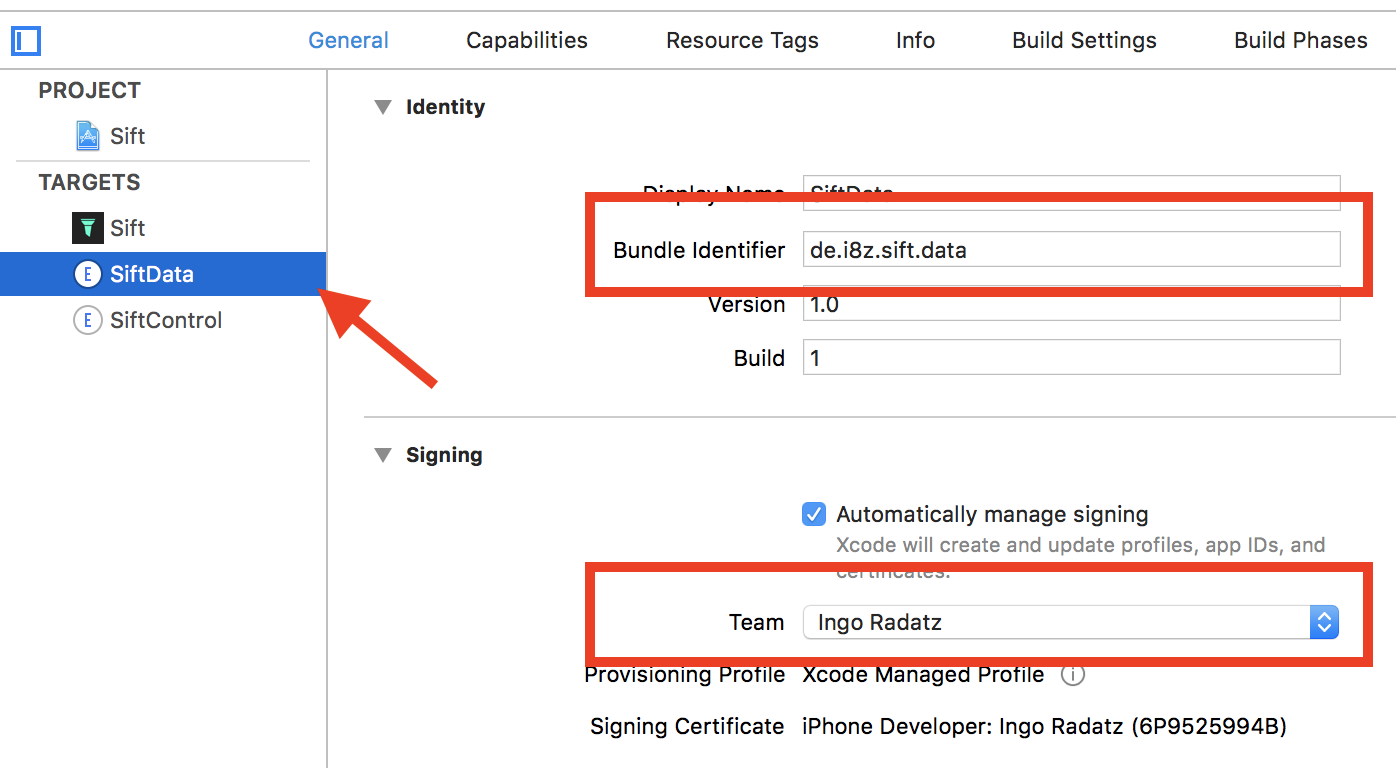 General Capabilities Resource Tags Info Build Settings Build Phases
PROJECT
Sift
TARGETS
Sift
E SiftData
E SiftControl
Identity
Display Name SiftData
Bundle Identifier de.i8z.sift.data
Version 1.0
Build 1
Signing
Automatically manage signing
Xcode will create and update profiles, app IDs, and
certificates.
Team Ingo Radatz
Provisioning Profile Xcode Managed Profile
Signing Certificate iPhone Developer: Ingo Radatz (6P9525994B)